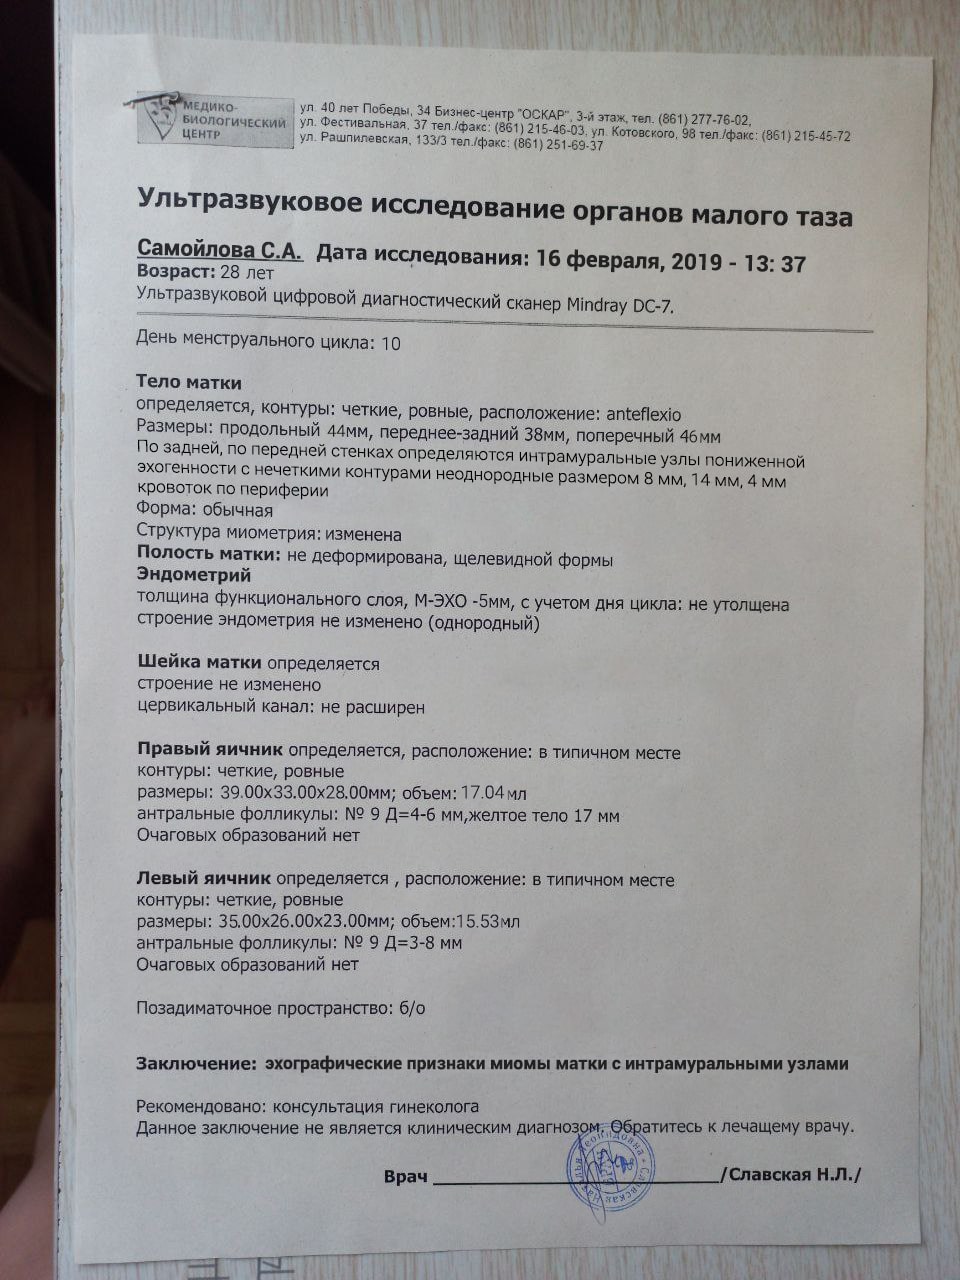 МЕДИКО-
БИОЛОГИЧЕСКИЙ
ЦЕНТР
ул. 40 лет Победы, 34 Бизнес-центр "ОСКАР", 3-й этаж, тел. (861) 277-76-02,
ул. Фестивальная, 37 тел./факс: (861) 215-46-03, ул. Котовского, 98 тел./факс: (861) 215-45-72
ул. Рашпилевская, 133/3 тел./факс: (861) 251-69-37
Ультразвуковое исследование органов малого таза
Самойлова С.А. Дата исследования: 16 февраля, 2019 - 13: 37
Возраст: 28 лет
Ультразвуковой цифровой диагностический сканер Mindray DC-7.
День менструального цикла: 10
Тело матки
определяется, контуры: четкие, ровные, расположение: anteflexio
Размеры: продольный 44мм, переднее-задний 38мм, поперечный 46мм
По задней, по передней стенках определяются интрамуральные узлы пониженной
эхогенности с нечеткими контурами неоднородные размером 8 мм, 14 мм, 4 мм
кровоток по периферии
Форма: обычная
Структура миометрия: изменена
Полость матки: не деформирована, щелевидной формы
Эндометрий
толщина функционального слоя, М-ЭХО -5мм, с учетом дня цикла: не утолщена
строение эндометрия не изменено (однородный)
Шейка матки определяется
строение не изменено
цервикальный канал: не расширен
Правый яичник определяется, расположение: в типичном месте
контуры: четкие, ровные
размеры: 39.00х33.00х28.00мм; объем: 17.04мл
антральные фолликулы: № 9 Д=4-6 мм,желтое тело 17 мм
Очаговых образований нет
Левый яичник определяется , расположение: в типичном месте
контуры: четкие, ровные
размеры: 35.00х26.00х23.00мм; объем:15.53мл
антральные фолликулы: № 9 Д=3-8 мм
Очаговых образований нет
Позадиматочное пространство: б/о
Заключение: эхографические признаки миомы матки с интрамуральными узлами
Рекомендовано: консультация гинеколога
Данное заключение не является клиническим диагнозом. Обратитесь к лечащему врачу.
Врач /Славская Н.Л./
Славская Наталья Леонидовна
ВРАЧ